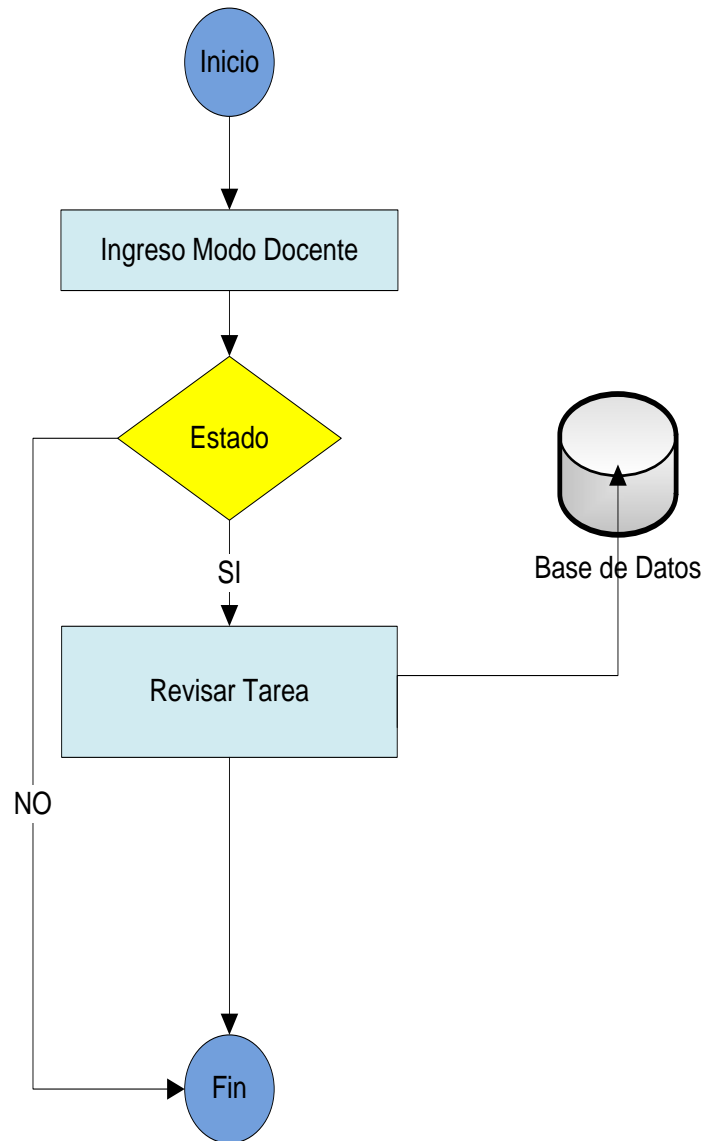 Inicio
Ingreso Modo Docente
Estado
SI
Base de Datos
Revisar Tarea
NO
Fin